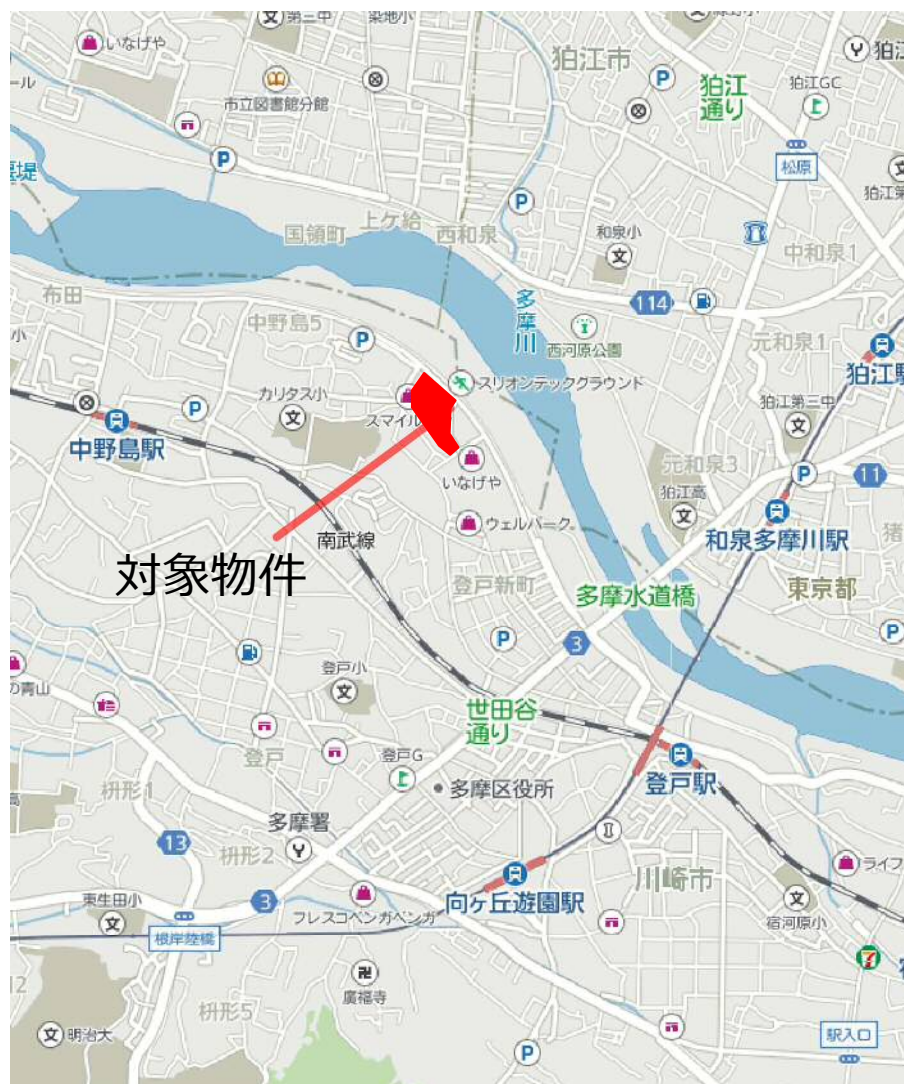 第三中
染地小
いなげや
狛江市
狛江
通り
狛江GC
市立図書館分館
松原
国領町
上ケ給
西和泉
和泉小
中和泉1
布田
中野島5
多摩川
114
西河原公園
元和泉1
狛江駅
スリオンテックグラウンド
カリタス小
スマイル
狛江第三中
中野島駅
いなげや
元和泉3
狛江高
11
ウェルパーク
和泉多摩川駅
南武線
対象物件
登戸新町
多摩水道橋
東京都
3
登戸小
世田谷
通り
登戸
登戸G
多摩区役所
登戸駅
枡形1
多摩署
13
枡形2
ライフ
川崎市
東生田小
3
向ヶ丘遊園駅
フレスコベンガベンガ
宿河原小
根岸陸橋
廣福寺
枡形5
明治大
駅入口